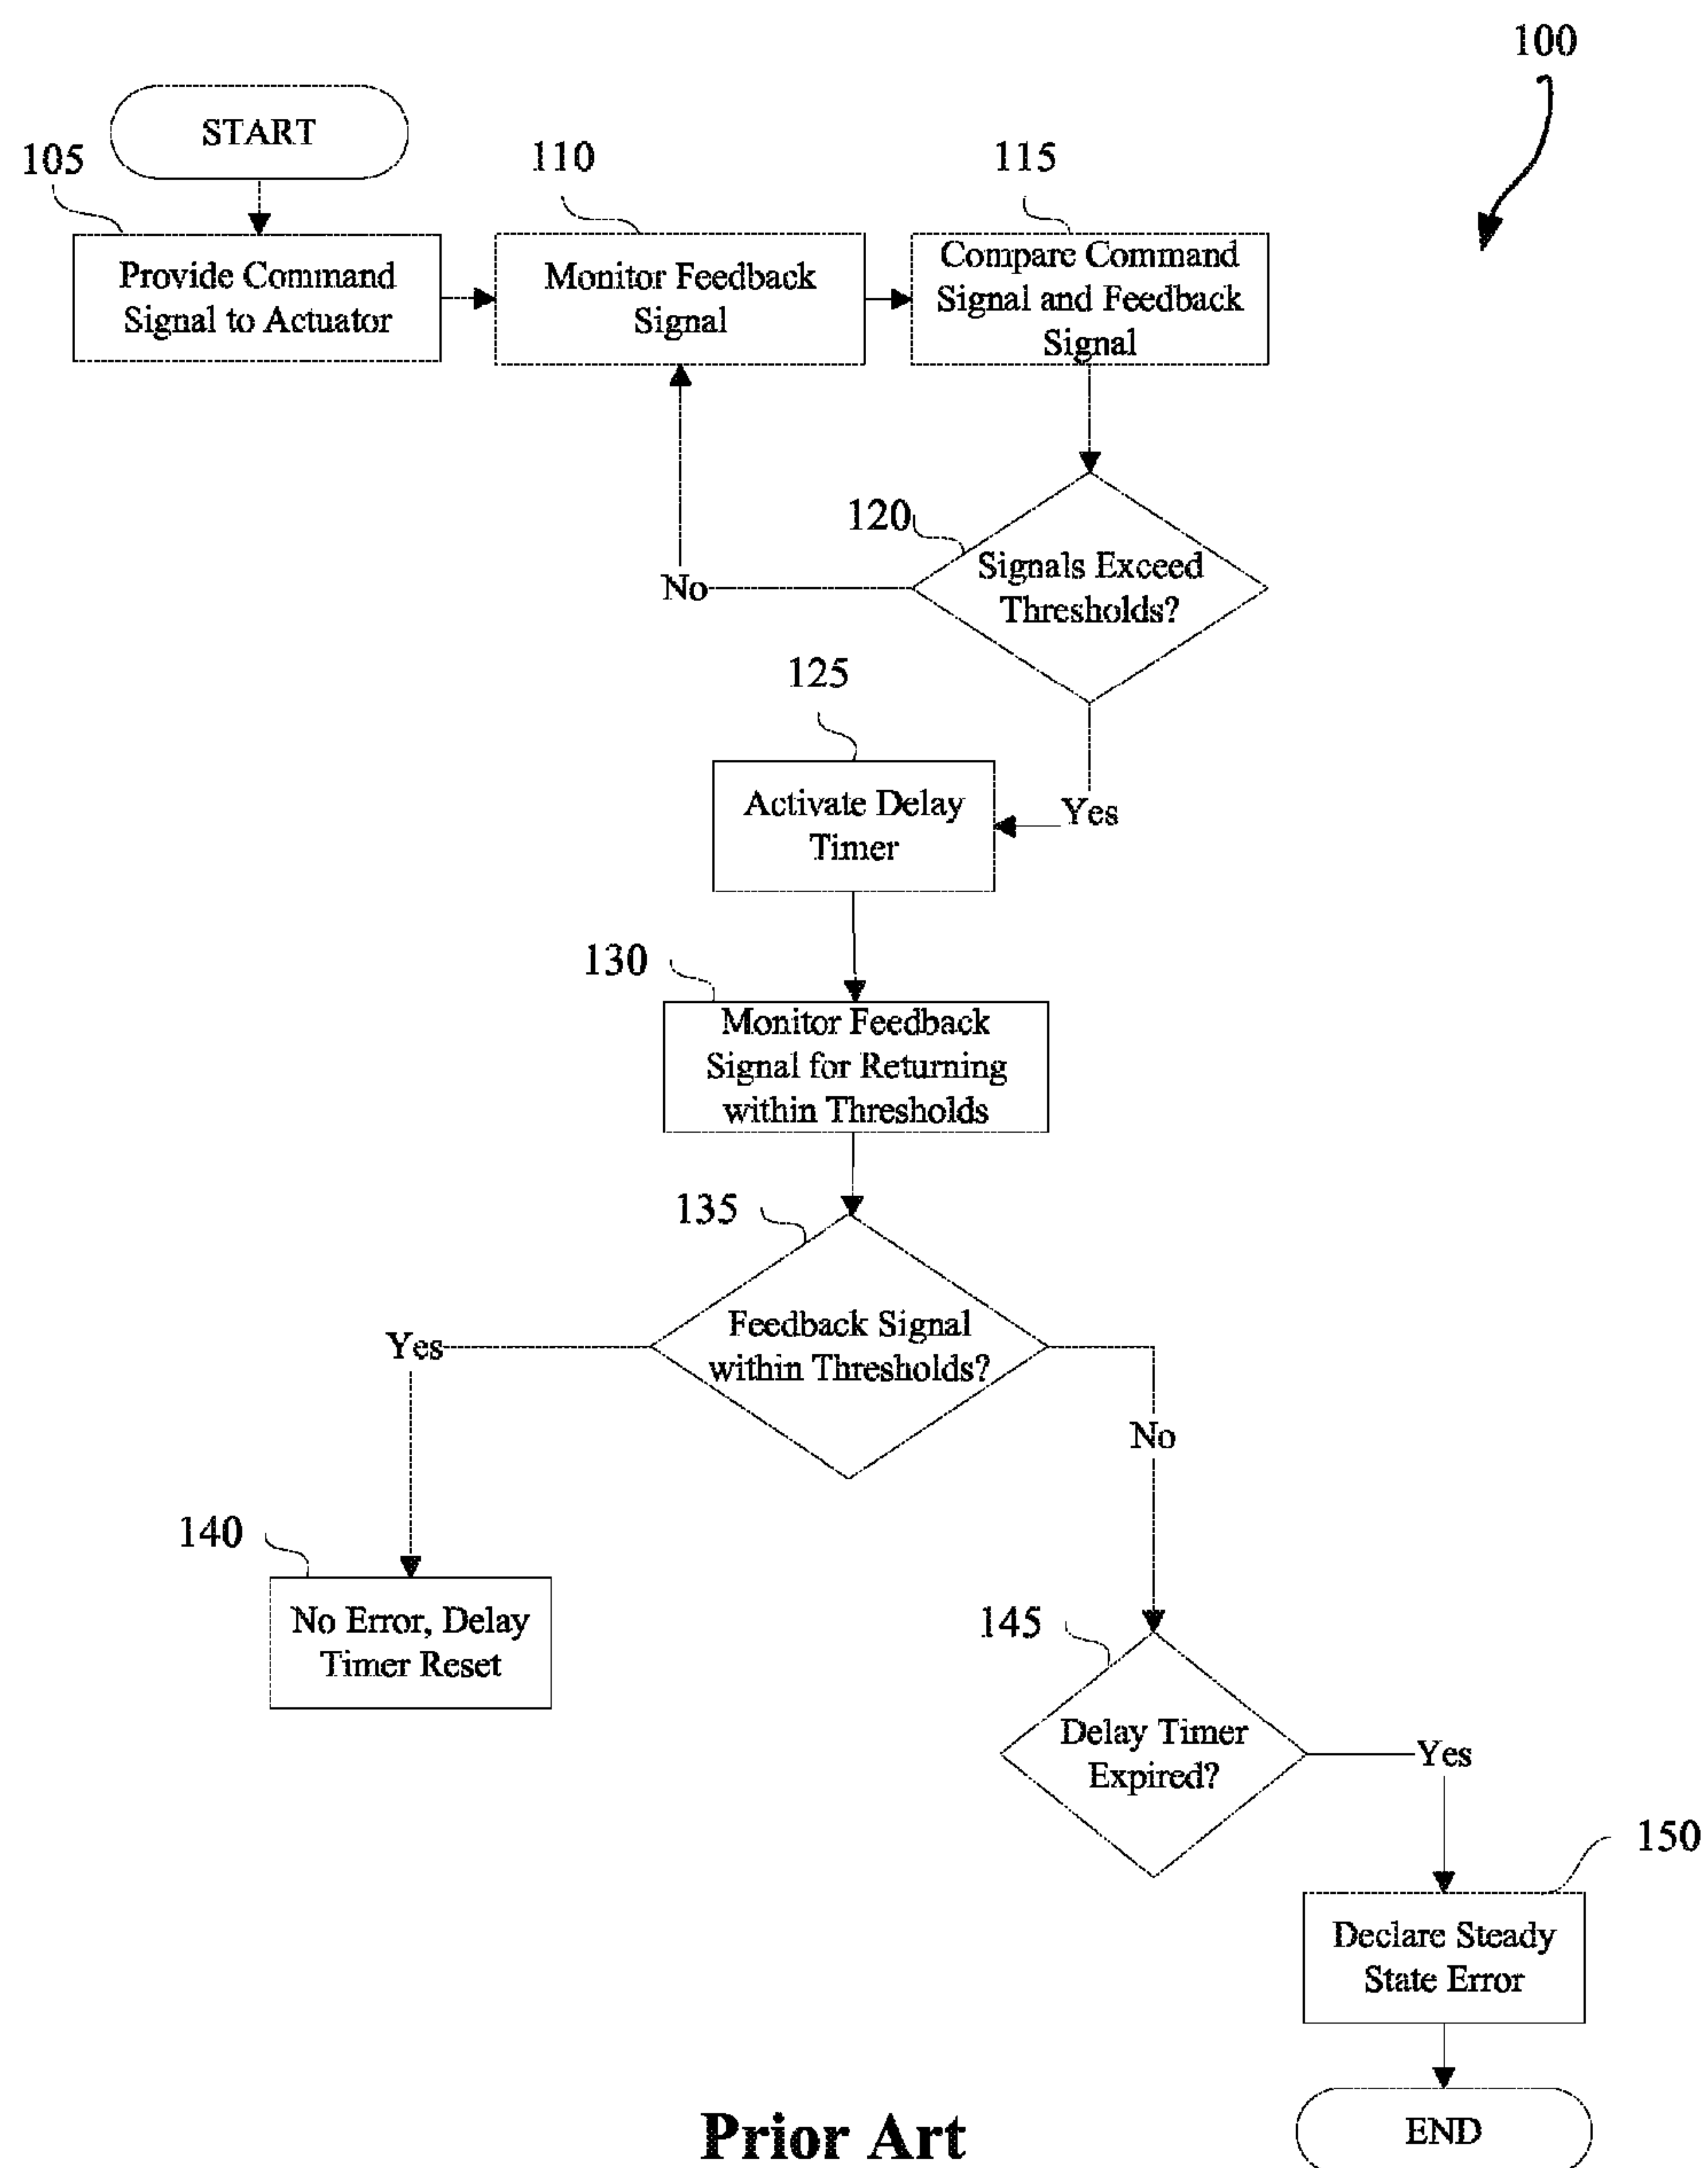 100
START
105
110
115
Provide Command
Signal to Actuator
Monitor Feedback
Signal
Compare Command
Signal and Feedback
Signal
120
Signals Exceed
Thresholds?
No
125
Yes
Activate Delay
Timer
130
Monitor Feedback
Signal for Returning
within Thresholds
135
Feedback Signal
within Thresholds?
Yes
No
140
No Error, Delay
Timer Reset
145
Delay Timer
Expired?
Yes
150
Declare Steady
State Error
END
Prior Art